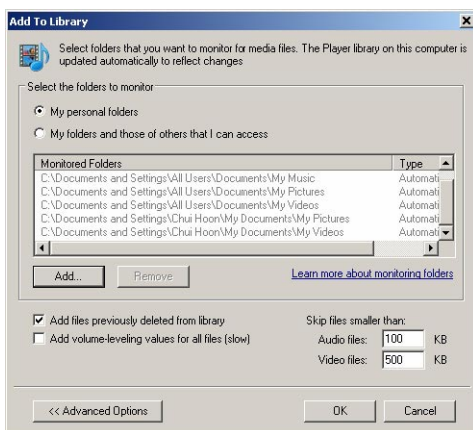 Add To Library
Select folders that you want to monitor for media files. The Player library on this computer is
updated automatically to reflect changes
Select the folders to monitor
My personal folders
My folders and those of others that I can access
Monitored Folders Type
C:\Documents and Settings\All Users\Documents\My Music Automati
C:\Documents and Settings\All Users\Documents\My Pictures Automati
C:\Documents and Settings\All Users\Documents\My Videos Automati
C:\Documents and Settings\Chui Hoon\My Documents\My Pictures Automati
C:\Documents and Settings\Chui Hoon\My Documents\My Videos Automati
Add... Remove Learn more about monitoring folders
Add files previously deleted from library
Add volume-leveling values for all files (slow)
Skip files smaller than:
Audio files: 100 KB
Video files: 500 KB
<< Advanced Options OK Cancel